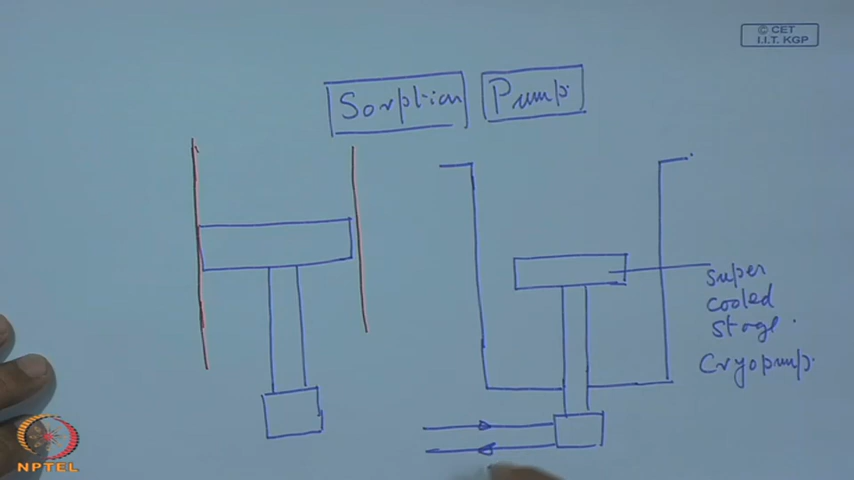 © CET
I.I.T. KGP
Sorption Pump
super
cooled
stage.
Cryopump.
NPTEL